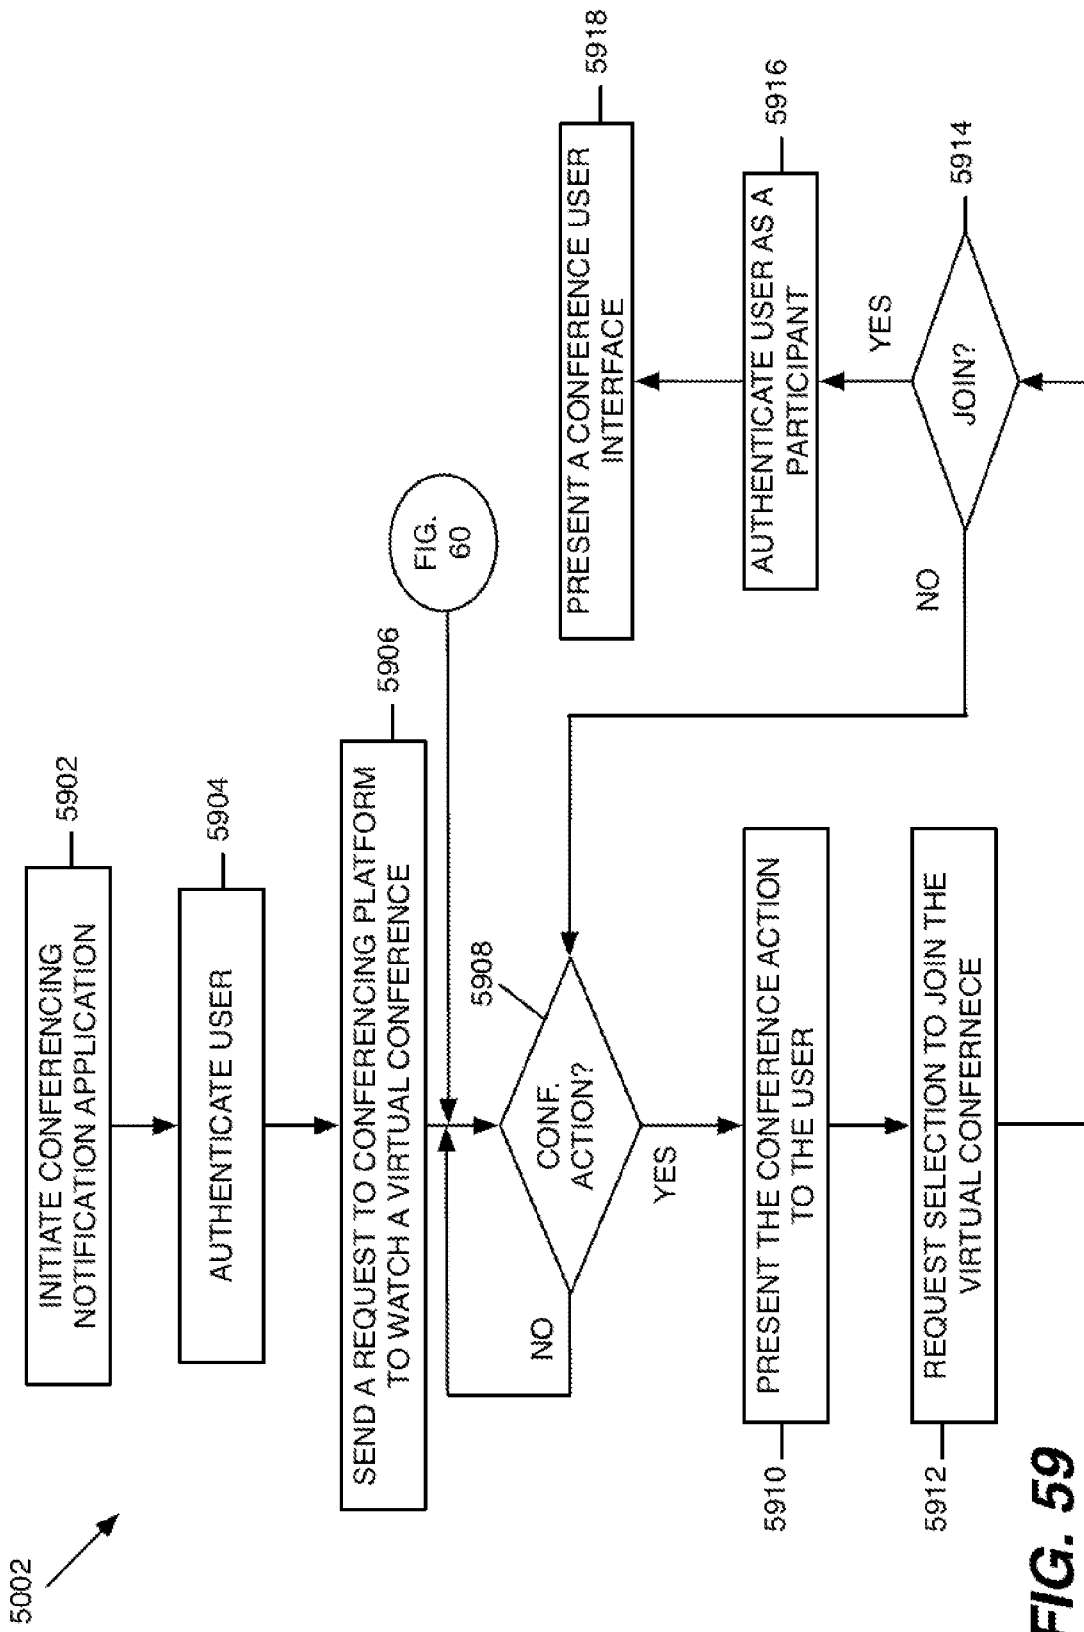 5002
INITIATE CONFERENCING
NOTIFICATION APPLICATION
5902
AUTHENTICATE USER
5904
SEND A REQUEST TO CONFERENCING PLATFORM
TO WATCH A VIRTUAL CONFERENCE
5906
FIG.
60
5908
CONF.
ACTION?
NO
YES
PRESENT THE CONFERENCE ACTION
TO THE USER
5910
REQUEST SELECTION TO JOIN THE
VIRTUAL CONFERNECE
5912
JOIN?
5914
NO
YES
AUTHENTICATE USER AS A
PARTICIPANT
5916
PRESENT A CONFERENCE USER
INTERFACE
5918
FIG. 59